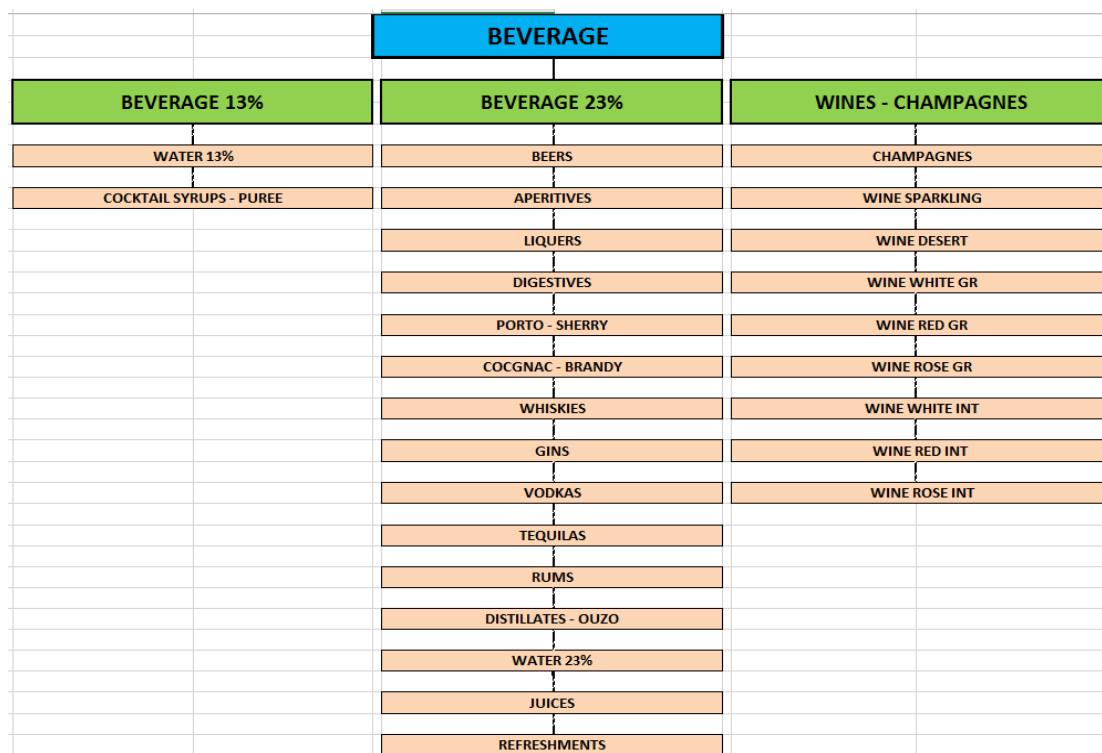 BEVERAGE
BEVERAGE 13%
WATER 13%
COCKTAIL SYRUPS - PUREE
BEVERAGE 23%
BEERS
APERITIVES
LIQUERS
DIGESTIVES
PORTO - SHERRY
COCGNAC - BRANDY
WHISKIES
GINS
VODKAS
TEQUILAS
RUMS
DISTILLATES - OUZO
WATER 23%
JUICES
REFRESHMENTS
WINES - CHAMPAGNES
CHAMPAGNES
WINE SPARKLING
WINE DESERT
WINE WHITE GR
WINE RED GR
WINE ROSE GR
WINE WHITE INT
WINE RED INT
WINE ROSE INT